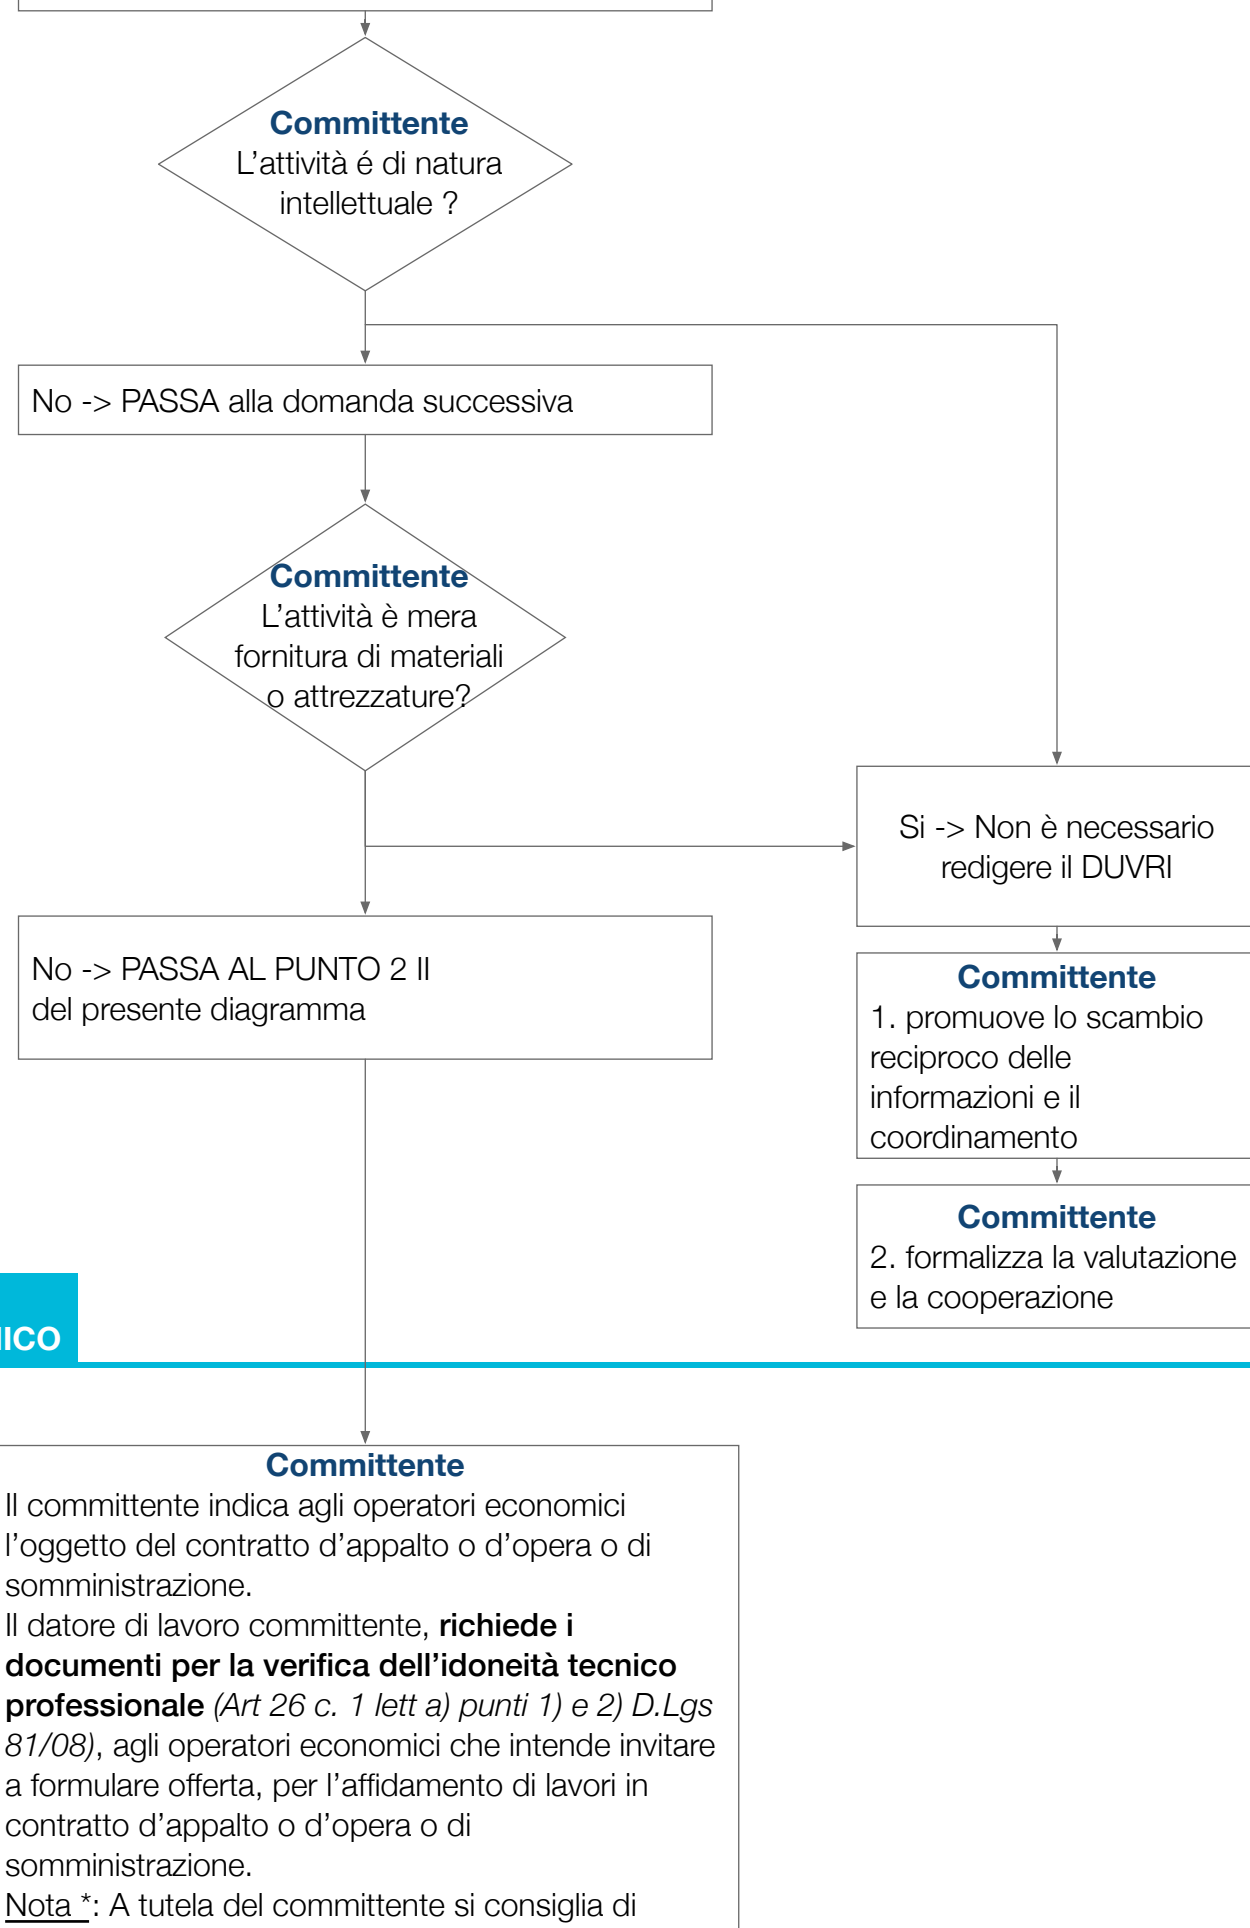 Committente
L'attività é di natura
intellettuale ?
No -> PASSA alla domanda successiva
Committente
L'attività è mera
fornitura di materiali
o attrezzature?
Si -> Non è necessario
redigere il DUVRI
No -> PASSA AL PUNTO 2 II
del presente diagramma
Committente
1. promuove lo scambio
reciproco delle
informazioni e il
coordinamento
Committente
2. formalizza la valutazione
e la cooperazione
Committente
Il committente indica agli operatori economici
l'oggetto del contratto d'appalto o d'opera o di
somministrazione.
Il datore di lavoro committente, richiede i
documenti per la verifica dell'idoneità tecnico
professionale (Art 26 c. 1 lett a) punti 1) e 2) D.Lgs
81/08), agli operatori economici che intende invitare
a formulare offerta, per l'affidamento di lavori in
contratto d'appalto o d'opera o di
somministrazione.
Nota *: A tutela del committente si consiglia di